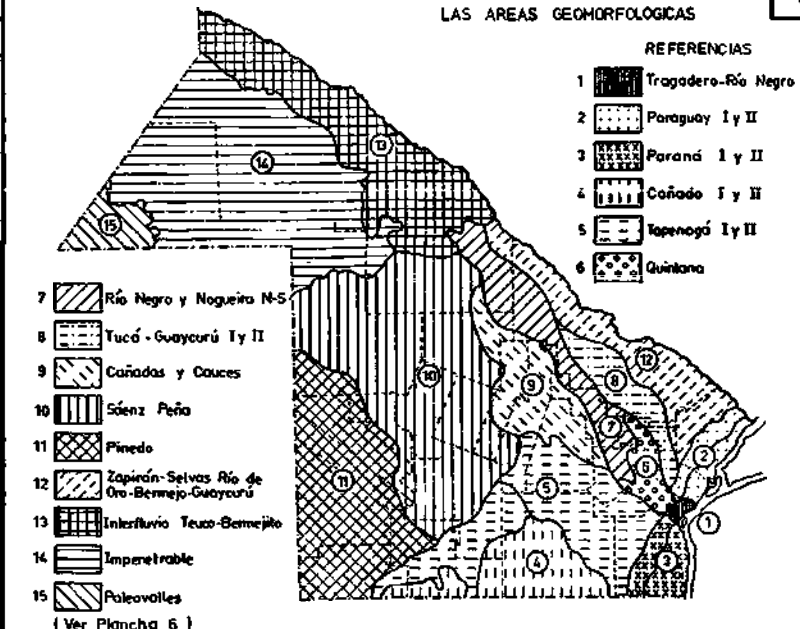 LAS AREAS GEOMORFOLOGICAS
REFERENCIAS
1 Tragadero-Río Negro
2 Paraguay I y II
3 Paraná I y II
4 Cañado I y II
5 Tapenagá I y II
6 Quintana
7 Río Negro y Nogueira N-S
8 Tucá-Guaycurú I y II
9 Cañadas y Cauces
10 Sáenz Peña
11 Pinedo
12 Zapirán-Selvas Río de
Oro-Bermejo-Guaycurú
13 Interfluvio Teuco-Bermejito
14 Impenetrable
15 Paleovalles
( Ver Plancha 6 )
13
14
15
12
10
9
8
7
2
6
11
5
1
4
3